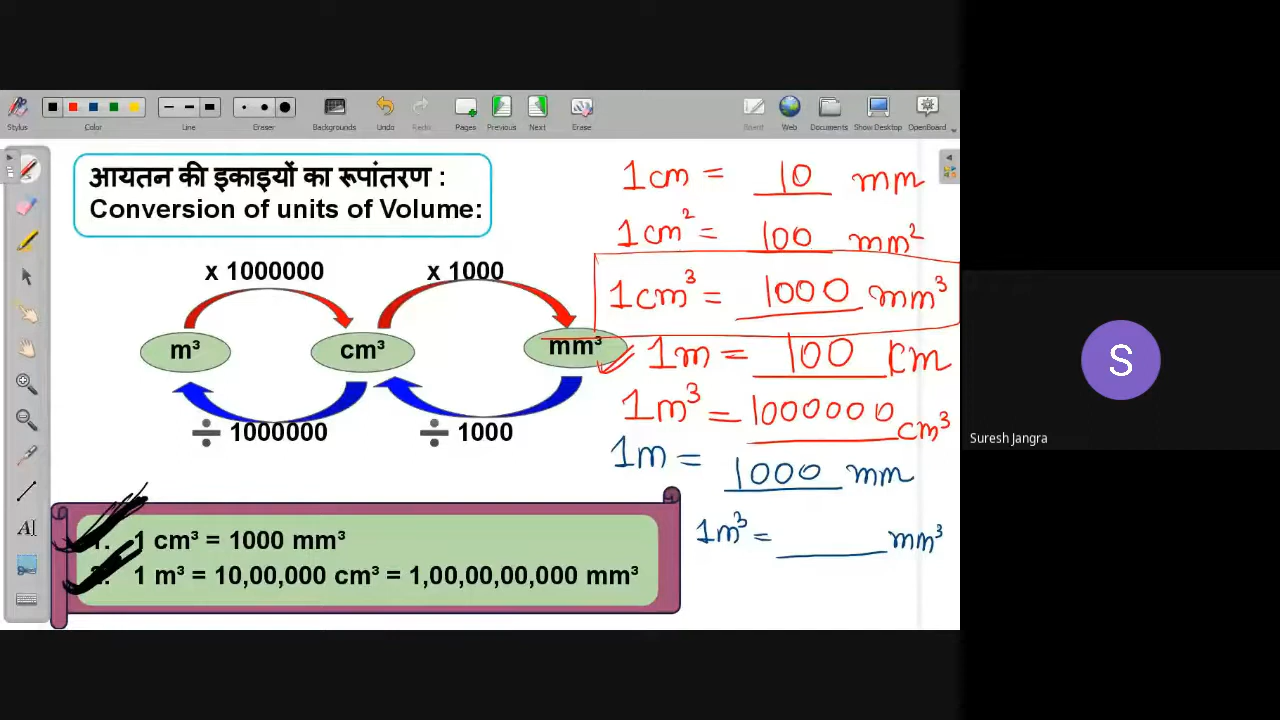 Stylus
Color
Line
Eraser
Backgrounds
Undo
Redo
Pages
Previous
Next
Erase
Board
Web
Documents
Show Desktop
OpenBoard
आयतन की इकाइयों का रूपांतरण :
Conversion of units of Volume:
x 1000000
x 1000
m³
cm³
mm³
÷ 1000000
÷ 1000
1. 1 cm³ = 1000 mm³
2. 1 m³ = 10,00,000 cm³ = 1,00,00,00,000 mm³
1cm = 10 mm
1cm² = 100 mm²
1cm³ = 1000 mm³
1m = 100 cm
1m³ = 1000000 cm³
1m = 1000 mm
1m³ = ______ mm³
AI
S
Suresh Jangra